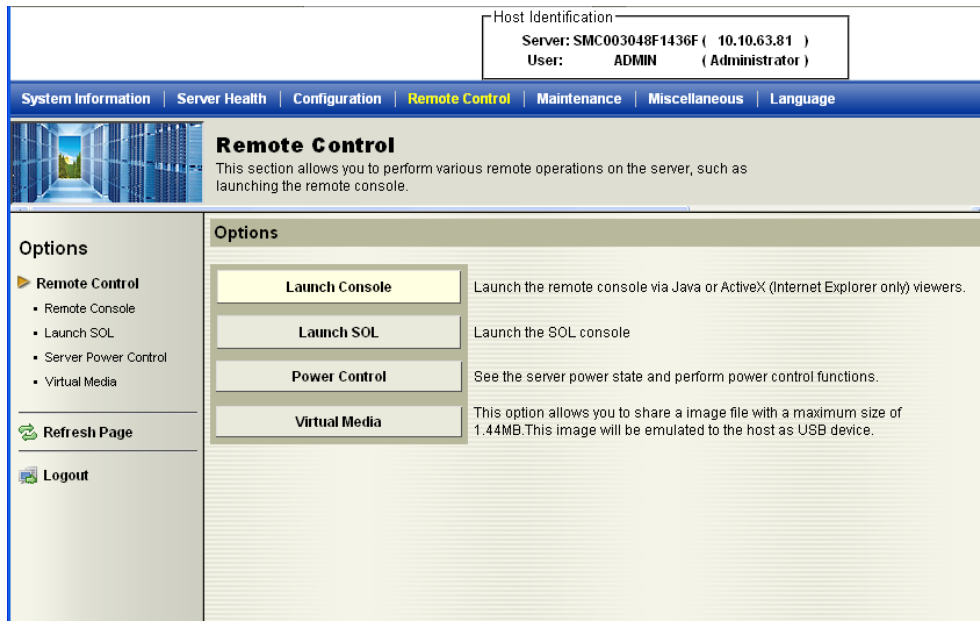 Host Identification
Server: SMC003048F1436F ( 10.10.63.81 )
User: ADMIN ( Administrator )
System Information | Server Health | Configuration | Remote Control | Maintenance | Miscellaneous | Language
Remote Control
This section allows you to perform various remote operations on the server, such as
launching the remote console.
Options
Remote Control
Remote Console
Launch SOL
Server Power Control
Virtual Media
Refresh Page
Logout
Options
Launch Console
Launch the remote console via Java or ActiveX (Internet Explorer only) viewers.
Launch SOL
Launch the SOL console
Power Control
See the server power state and perform power control functions.
Virtual Media
This option allows you to share a image file with a maximum size of
1.44MB.This image will be emulated to the host as USB device.